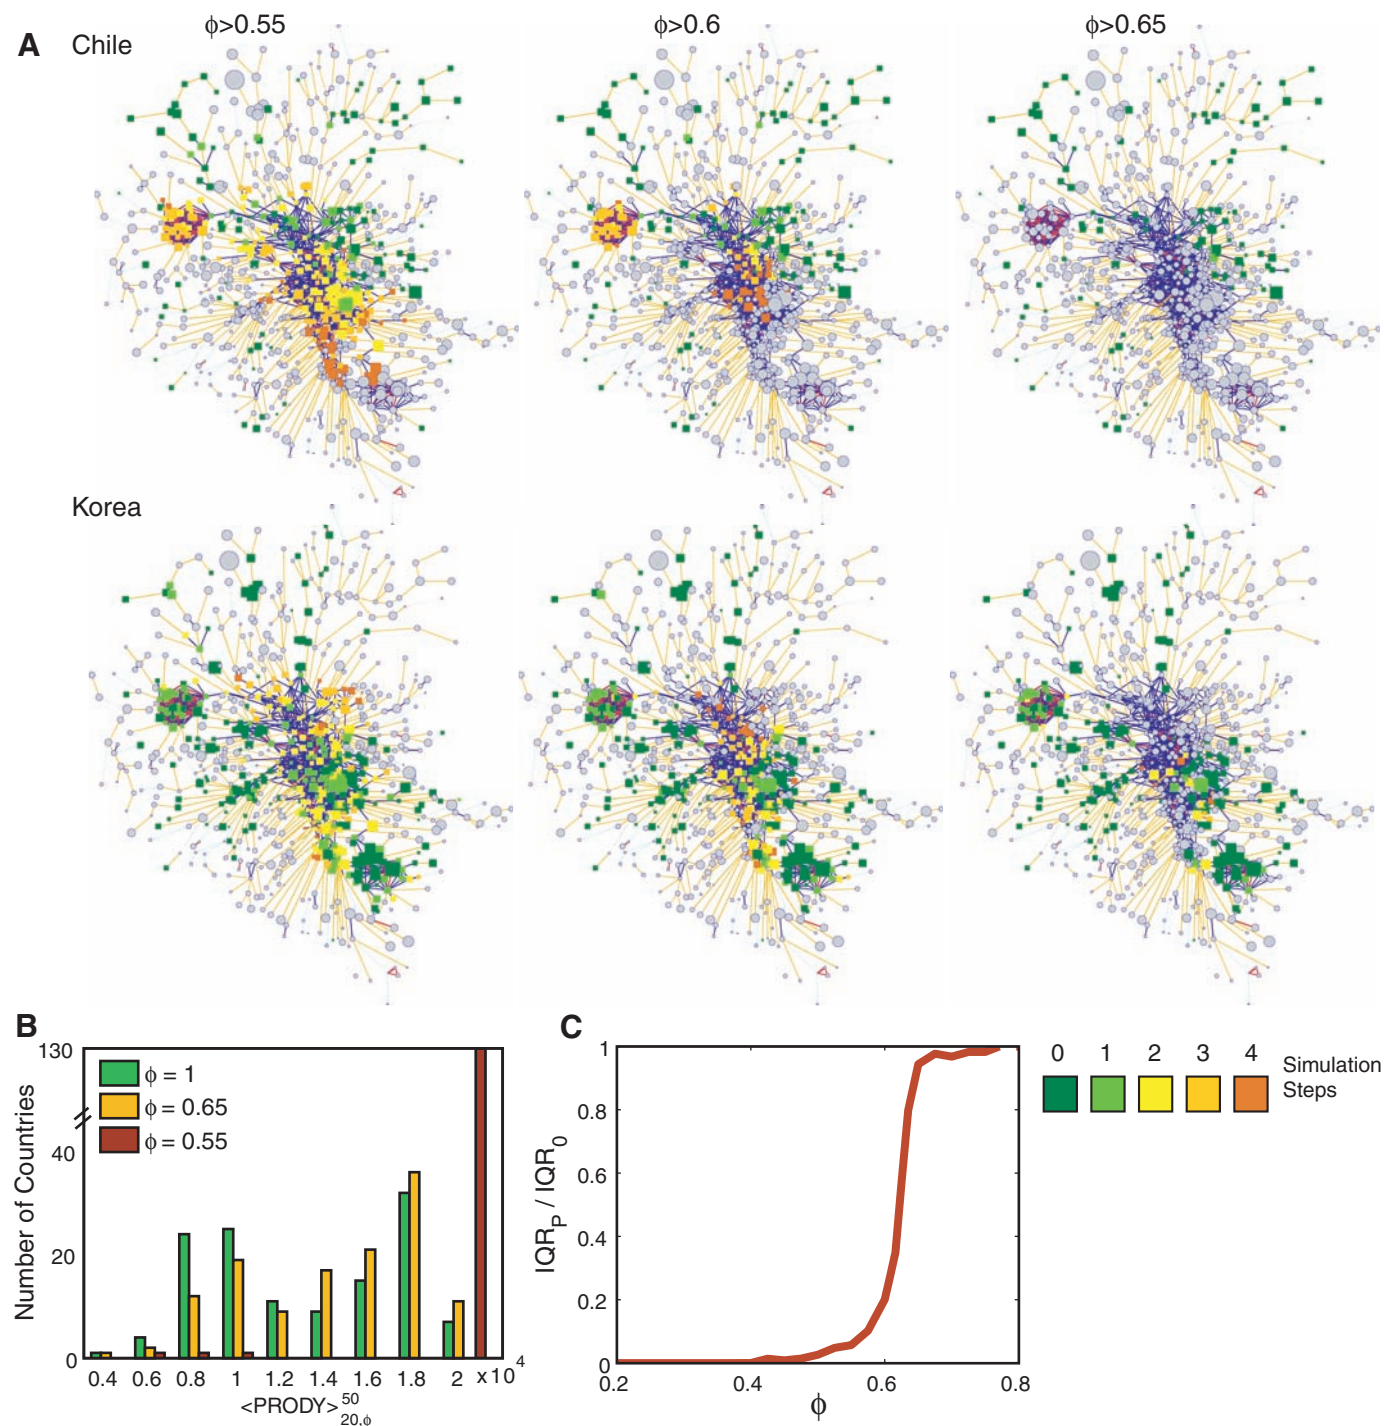 A
Chile
ϕ>0.55
ϕ>0.6
ϕ>0.65
Korea
B
130
40
20
0
Number of Countries
ϕ = 1
ϕ = 0.65
ϕ = 0.55
0.4 0.6 0.8 1 1.2 1.4 1.6 1.8 2 x10^4
<PRODY>^50_20,ϕ
C
1
0.8
0.6
0.4
0.2
0
IQR_P / IQR_0
0.2 0.4 0.6 0.8
ϕ
0 1 2 3 4
Simulation
Steps